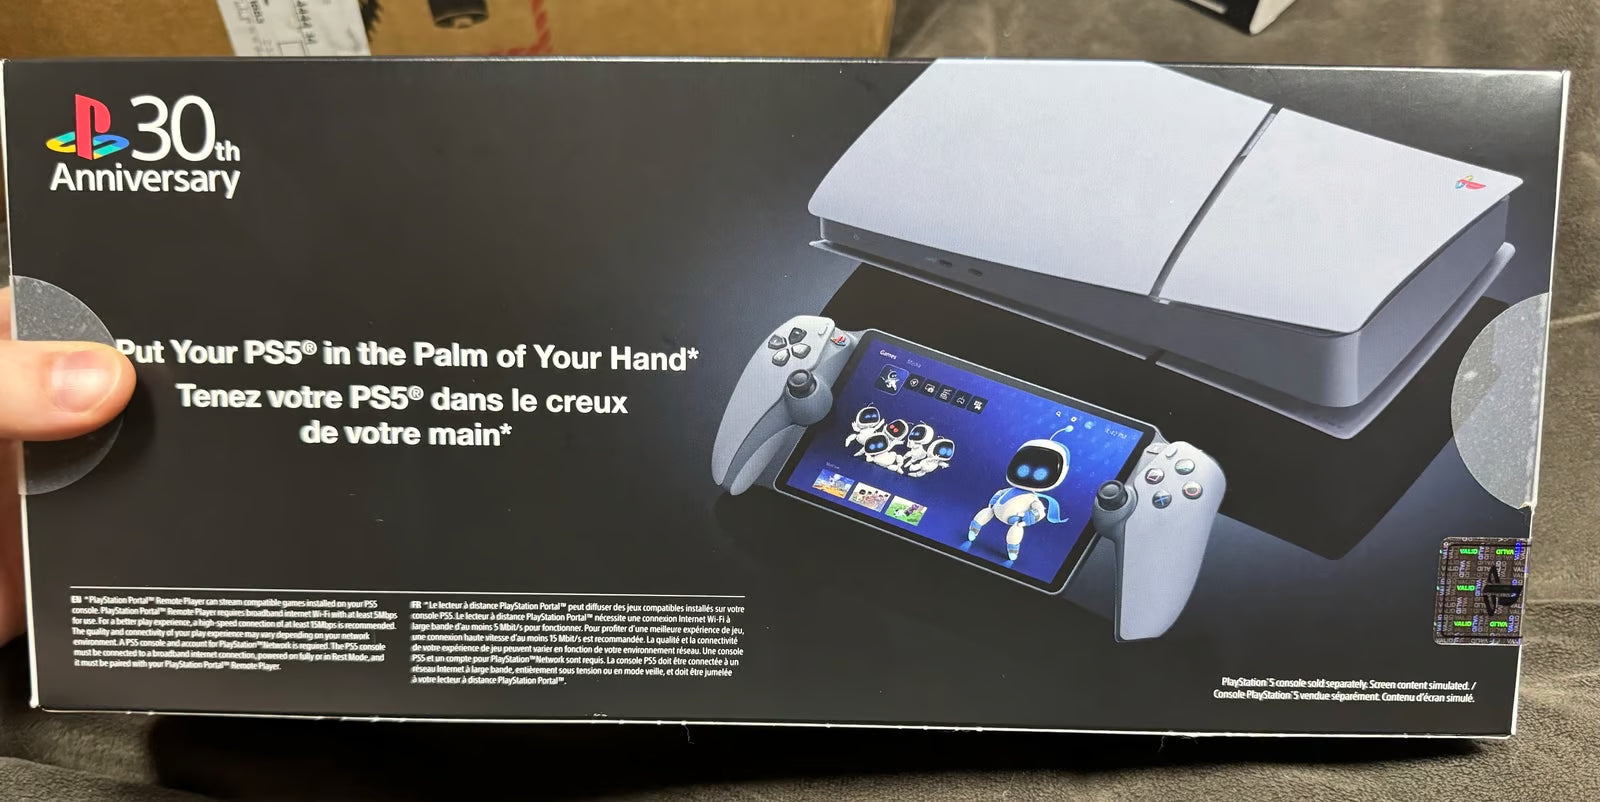 30th
Anniversary
Put Your PS5® in the Palm of Your Hand*
Tenez votre PS5® dans le creux
de votre main*
EN *PlayStation Portal™ Remote Player can stream compatible games installed on your PS5
console. PlayStation Portal™ Remote Player requires broadband internet Wi-Fi with at least 5Mbps
for use. For a better play experience, a high-speed connection of at least 15Mbps is recommended.
The quality and connectivity of your play experience may vary depending on your network
environment. A PS5 console and account for PlayStation™Network is required. The PS5 console
must be connected to a broadband internet connection, powered on fully or in Rest Mode, and
it must be paired with your PlayStation Portal™ Remote Player.
FR *Le lecteur à distance PlayStation Portal™ peut diffuser des jeux compatibles installés sur votre
console PS5. Le lecteur à distance PlayStation Portal™ nécessite une connexion Internet Wi-Fi à
large bande d'au moins 5 Mbit/s pour fonctionner. Pour profiter d'une meilleure expérience de jeu,
une connexion haute vitesse d'au moins 15 Mbit/s est recommandée. La qualité et la connectivité
de votre expérience de jeu peuvent varier en fonction de votre environnement réseau. Une console
PS5 et un compte pour PlayStation™Network sont requis. La console PS5 doit être connectée à un
réseau Internet à large bande, entièrement sous tension ou en mode veille, et doit être jumelée
à votre lecteur à distance PlayStation Portal™.
Games
Media
VALID
VALID
VALID
VALID
VALID
PlayStation®5 console sold separately. Screen content simulated. /
Console PlayStation®5 vendue séparément. Contenu d'écran simulé.